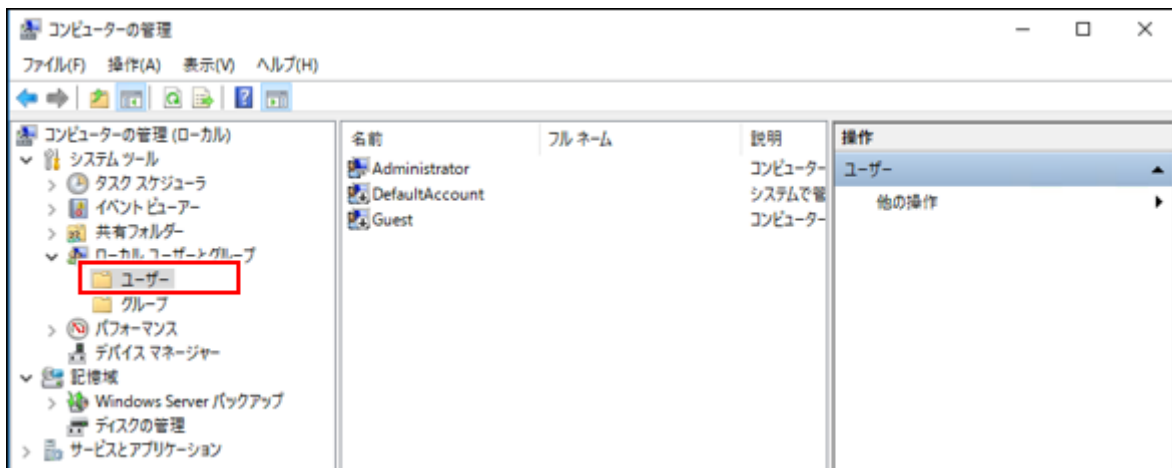 コンピューターの管理
ファイル(F) 操作(A) 表示(V) ヘルプ(H)
コンピューターの管理 (ローカル)
システム ツール
タスク スケジューラ
イベント ビューアー
共有フォルダー
ローカル ユーザーとグループ
ユーザー
グループ
パフォーマンス
デバイス マネージャー
記憶域
Windows Server バックアップ
ディスクの管理
サービスとアプリケーション
名前 フル ネーム 説明
Administrator コンピューター
DefaultAccount システムで管
Guest コンピューター
操作
ユーザー
他の操作